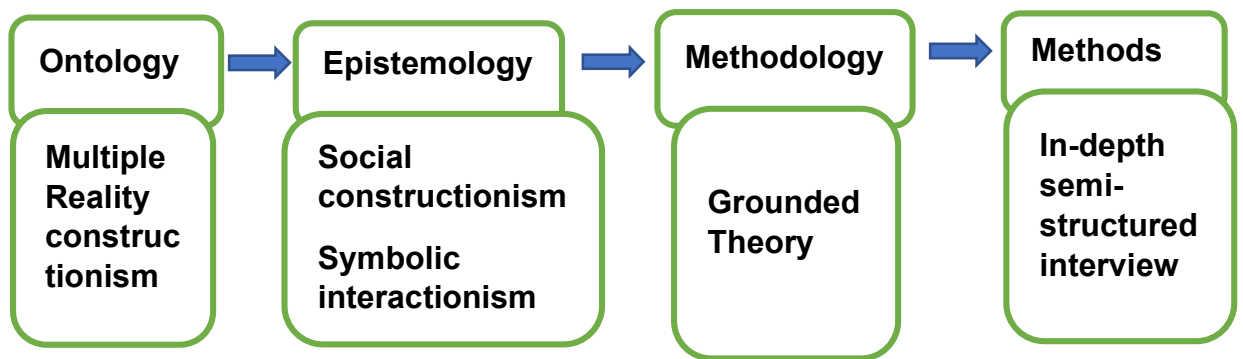 Ontology
Multiple
Reality
construc
tionism
Epistemology
Social
constructionism
Symbolic
interactionism
Methodology
Grounded
Theory
Methods
In-depth
semi-
structured
interview